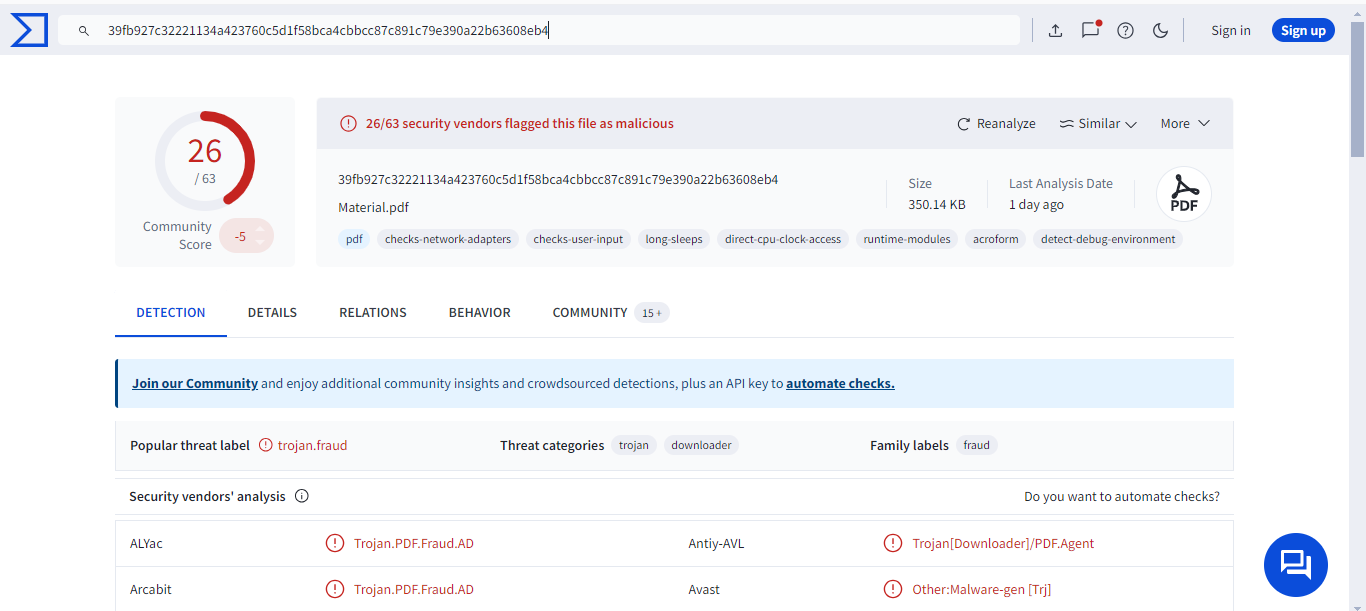 39fb927c32221134a423760c5d1f58bca4cbbcc87c891c79e390a22b63608eb4
Sign in
Sign up
26
/ 63
Community
Score
-5
26/63 security vendors flagged this file as malicious
Reanalyze
Similar
More
39fb927c32221134a423760c5d1f58bca4cbbcc87c891c79e390a22b63608eb4
Material.pdf
Size
350.14 KB
Last Analysis Date
1 day ago
PDF
pdf checks-network-adapters checks-user-input long-sleeps direct-cpu-clock-access runtime-modules acroform detect-debug-environment
DETECTION DETAILS RELATIONS BEHAVIOR COMMUNITY 15 +
Join our Community and enjoy additional community insights and crowdsourced detections, plus an API key to automate checks.
Popular threat label trojan.fraud Threat categories trojan downloader Family labels fraud
Security vendors' analysis Do you want to automate checks?
ALYac Trojan.PDF.Fraud.AD Antiy-AVL Trojan[Downloader]/PDF.Agent
Arcabit Trojan.PDF.Fraud.AD Avast Other:Malware-gen [Trj]